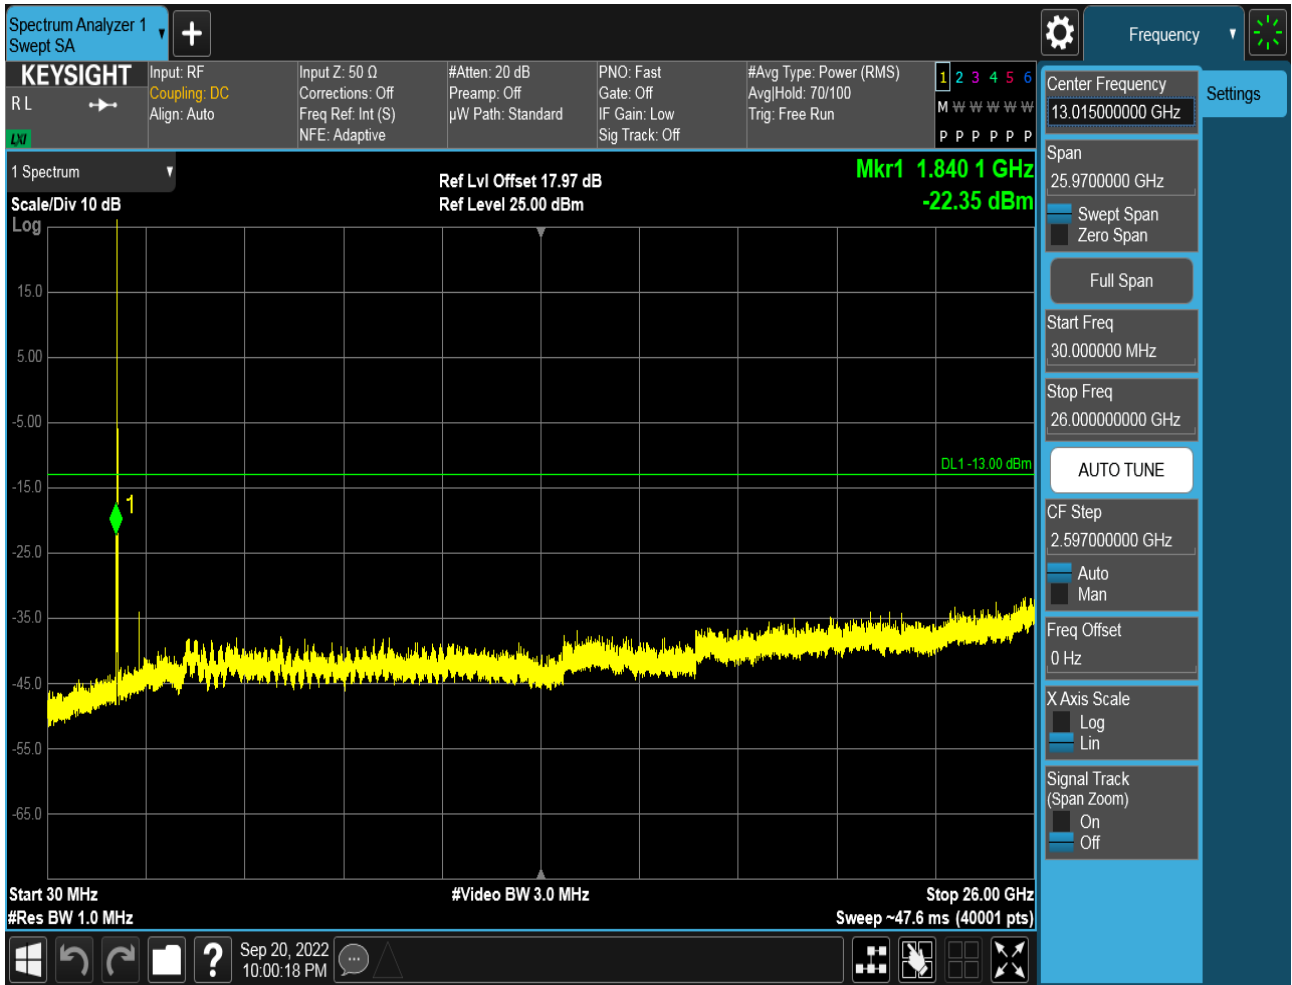 Spectrum Analyzer 1
Swept SA
Frequency
KEYSIGHT
R L
LXI
Input: RF
Coupling: DC
Align: Auto
Input Z: 50 Ω
Corrections: Off
Freq Ref: Int (S)
NFE: Adaptive
#Atten: 20 dB
Preamp: Off
µW Path: Standard
PNO: Fast
Gate: Off
IF Gain: Low
Sig Track: Off
#Avg Type: Power (RMS)
Avg|Hold: 70/100
Trig: Free Run
1 2 3 4 5 6
M W W W W W
P P P P P P
1 Spectrum
Scale/Div 10 dB
Ref Lvl Offset 17.97 dB
Ref Level 25.00 dBm
Mkr1 1.840 1 GHz
-22.35 dBm
Log
15.0
5.00
-5.00
DL1 -13.00 dBm
-15.0
1
-25.0
-35.0
-45.0
-55.0
-65.0
Start 30 MHz
#Video BW 3.0 MHz
Stop 26.00 GHz
#Res BW 1.0 MHz
Sweep ~47.6 ms (40001 pts)
Sep 20, 2022
10:00:18 PM
Center Frequency
13.015000000 GHz
Settings
Span
25.9700000 GHz
Swept Span
Zero Span
Full Span
Start Freq
30.000000 MHz
Stop Freq
26.000000000 GHz
AUTO TUNE
CF Step
2.597000000 GHz
Auto
Man
Freq Offset
0 Hz
X Axis Scale
Log
Lin
Signal Track
(Span Zoom)
On
Off